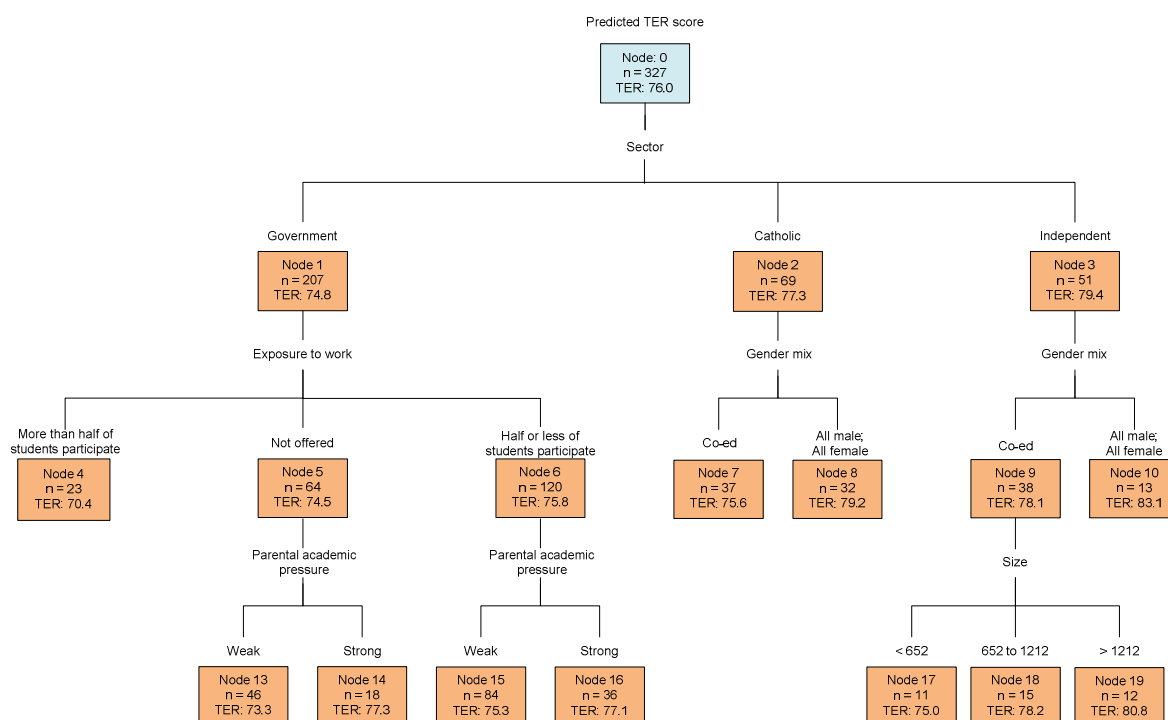 Predicted TER score
Node: 0
n = 327
TER: 76.0
Sector
Government
Catholic
Independent
Node 1
n = 207
TER: 74.8
Node 2
n = 69
TER: 77.3
Node 3
n = 51
TER: 79.4
Exposure to work
Gender mix
Gender mix
More than half of
students participate
Not offered
Half or less of
students participate
Co-ed
All male;
All female
Co-ed
All male;
All female
Node 4
n = 23
TER: 70.4
Node 5
n = 64
TER: 74.5
Node 6
n = 120
TER: 75.8
Node 7
n = 37
TER: 75.6
Node 8
n = 32
TER: 79.2
Node 9
n = 38
TER: 78.1
Node 10
n = 13
TER: 83.1
Parental academic
pressure
Parental academic
pressure
Size
Weak
Strong
Weak
Strong
< 652
652 to 1212
> 1212
Node 13
n = 46
TER: 73.3
Node 14
n = 18
TER: 77.3
Node 15
n = 84
TER: 75.3
Node 16
n = 36
TER: 77.1
Node 17
n = 11
TER: 75.0
Node 18
n = 15
TER: 78.2
Node 19
n = 12
TER: 80.8